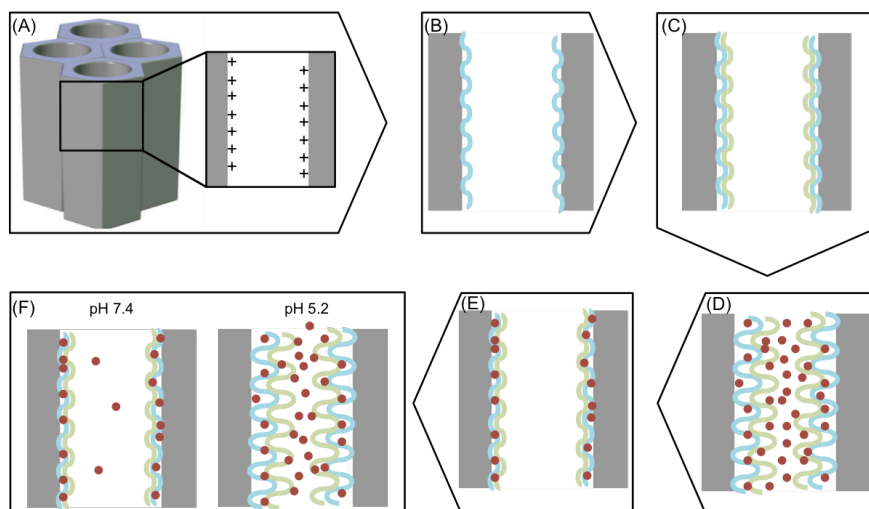 (A)
(B)
(C)
+ +
+ +
+ +
+ +
+ +
+ +
+ +
(F)
pH 7.4
pH 5.2
(E)
(D)